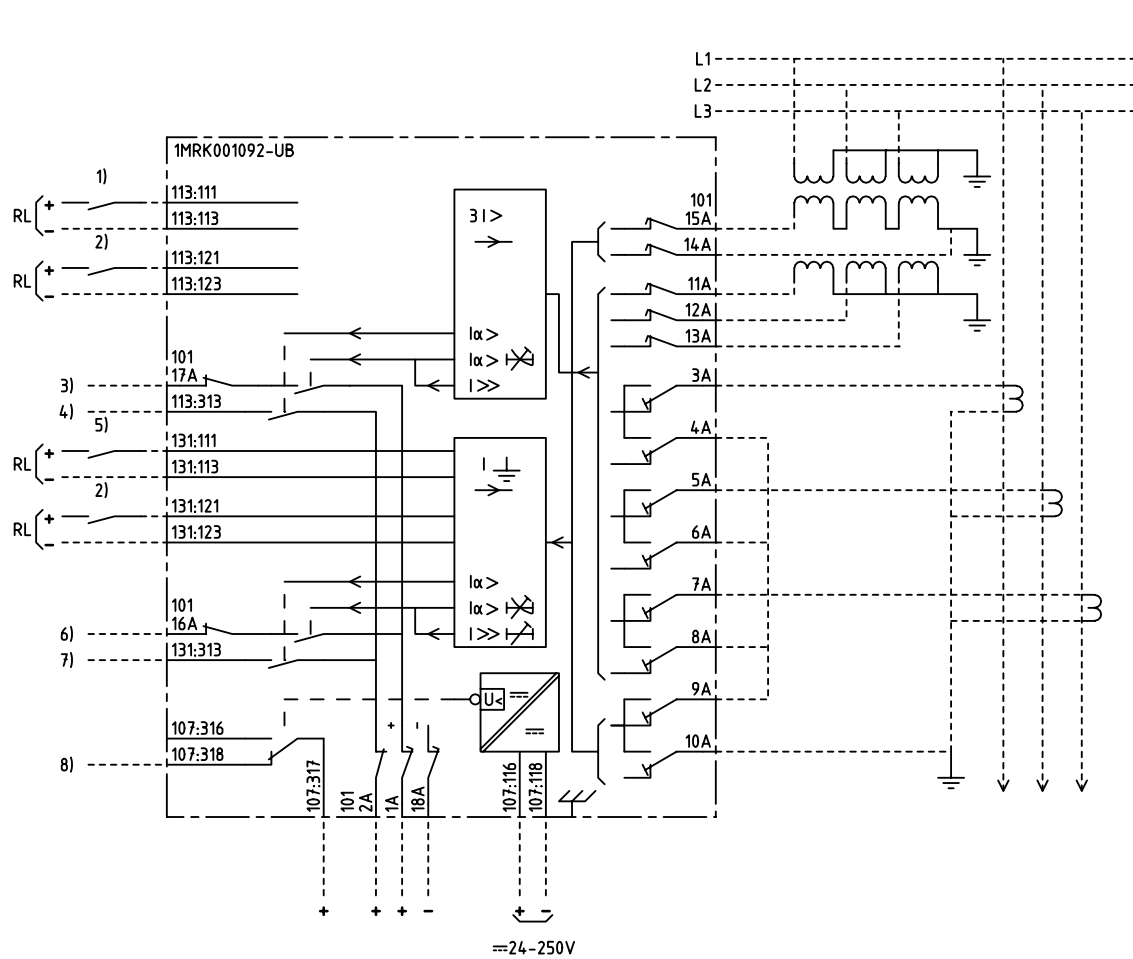 L1
L2
L3
1MRK001092-UB
1)
RL + 113:111
- 113:113
2)
RL + 113:121
- 113:123
3I>
101
15A
14A
11A
12A
13A
Iα>
Iα>
I>>
101
3) 17A
4) 113:313
3A
4A
5)
RL + 131:111
- 131:113
I
5A
2)
RL + 131:121
- 131:123
6A
7A
8A
Iα>
Iα>
I>>
101
6) 16A
7) 131:313
9A
10A
U<
+ -
107:316
8) 107:318
107:317
101
2A
1A
18A
107:116
107:118
+ + + - + -
24-250V